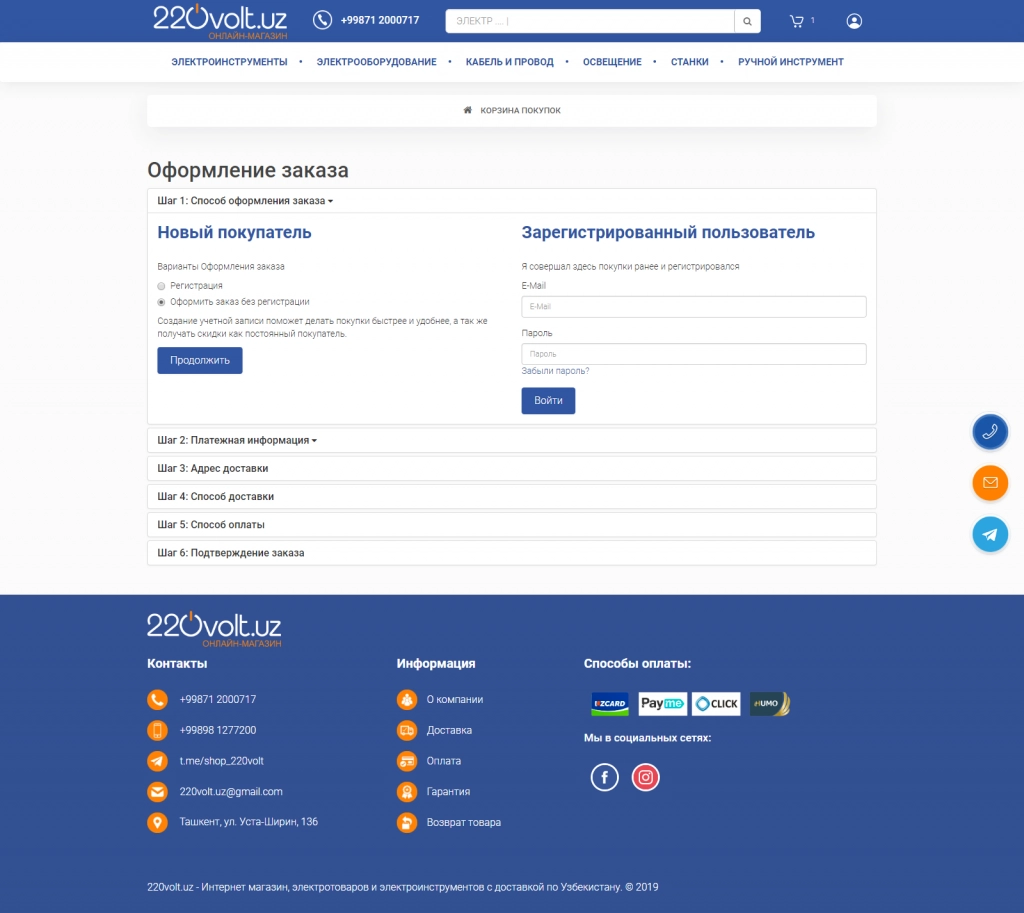 220volt.uz
ОНЛАЙН-МАГАЗИН
+99871 2000717
ЭЛЕКТР ... |
1
ЭЛЕКТРОИНСТРУМЕНТЫ • ЭЛЕКТРООБОРУДОВАНИЕ • КАБЕЛЬ И ПРОВОД • ОСВЕЩЕНИЕ • СТАНКИ • РУЧНОЙ ИНСТРУМЕНТ
КОРЗИНА ПОКУПОК
Оформление заказа
Шаг 1: Способ оформления заказа
Новый покупатель
Варианты Оформления заказа
Регистрация
Оформить заказ без регистрации
Создание учетной записи поможет делать покупки быстрее и удобнее, а так же
получать скидки как постоянный покупатель.
Продолжить
Зарегистрированный пользователь
Я совершал здесь покупки ранее и регистрировался
E-Mail
E-Mail
Пароль
Пароль
Забыли пароль?
Войти
Шаг 2: Платежная информация
Шаг 3: Адрес доставки
Шаг 4: Способ доставки
Шаг 5: Способ оплаты
Шаг 6: Подтверждение заказа
220volt.uz
ОНЛАЙН-МАГАЗИН
Контакты
+99871 2000717
+99898 1277200
t.me/shop_220volt
220volt.uz@gmail.com
Ташкент, ул. Уста-Ширин, 136
Информация
О компании
Доставка
Оплата
Гарантия
Возврат товара
Способы оплаты:
UZCARD Payme CLICK HUMO
Мы в социальных сетях:
220volt.uz - Интернет магазин, электротоваров и электроинструментов с доставкой по Узбекистану. © 2019